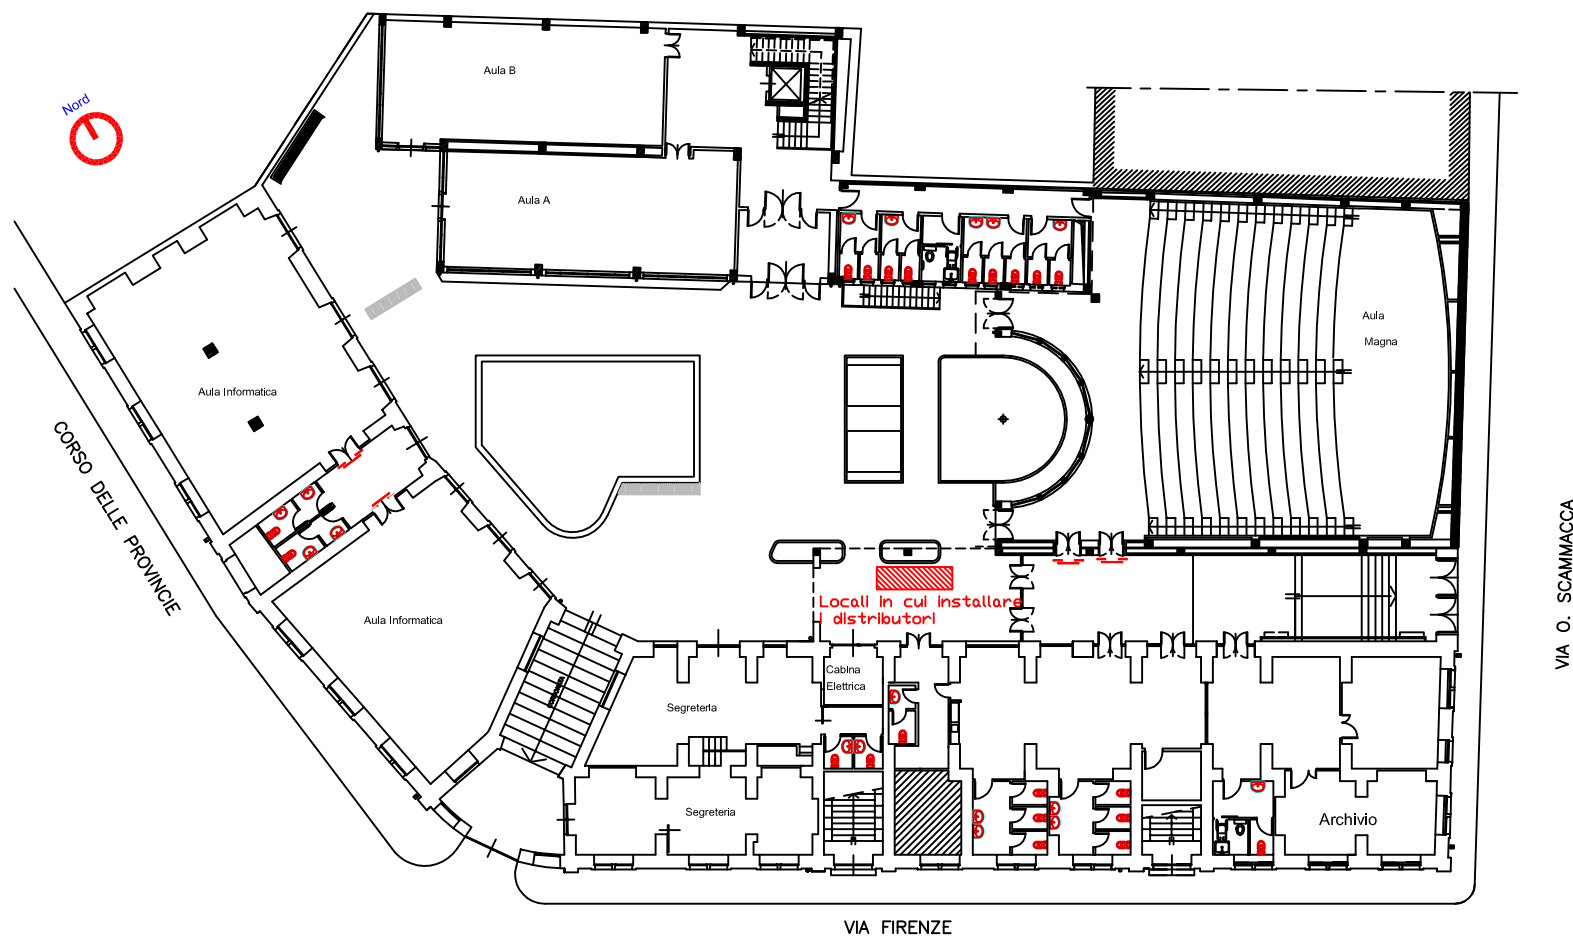 Nord
Aula B
Aula A
Aula
Magna
Aula Informatica
CORSO DELLE PROVINCIE
VIA O. SCAMMACCA
Locali in cui installare
i distributori
Aula Informatica
Cabina
Elettrica
Segreteria
Segreteria
Archivio
VIA FIRENZE